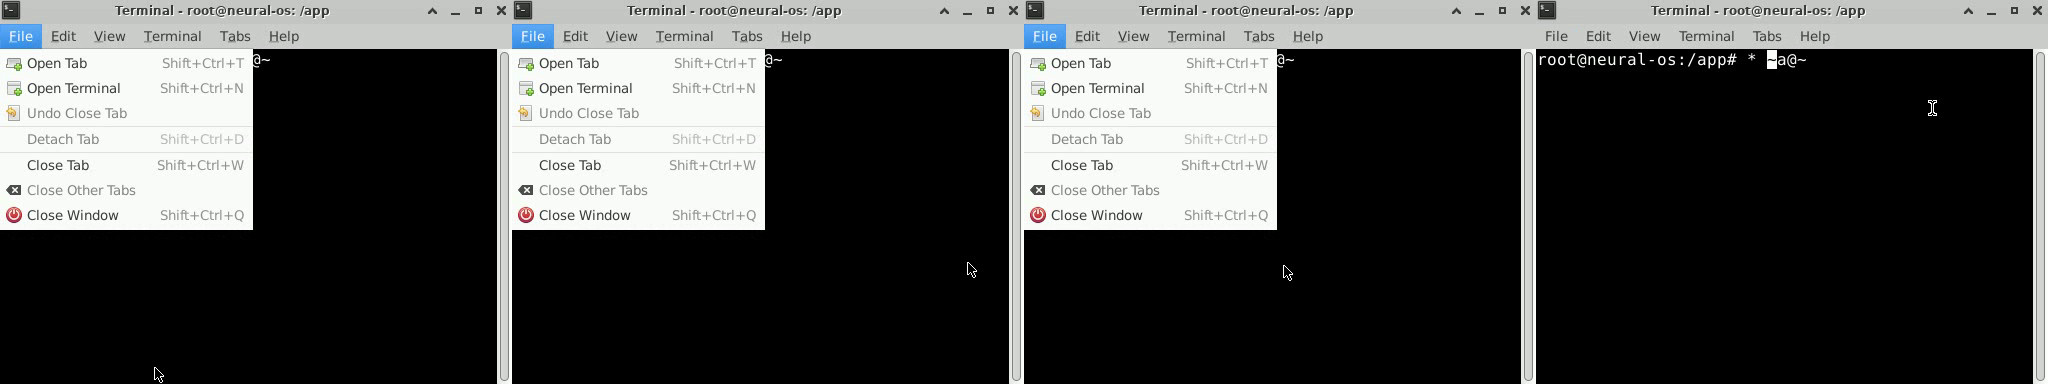 Terminal - root@neural-os: /app
File Edit View Terminal Tabs Help
@~
Open Tab Shift+Ctrl+T
Open Terminal Shift+Ctrl+N
Undo Close Tab
Detach Tab Shift+Ctrl+D
Close Tab Shift+Ctrl+W
Close Other Tabs
Close Window Shift+Ctrl+Q
Terminal - root@neural-os: /app
File Edit View Terminal Tabs Help
@~
Open Tab Shift+Ctrl+T
Open Terminal Shift+Ctrl+N
Undo Close Tab
Detach Tab Shift+Ctrl+D
Close Tab Shift+Ctrl+W
Close Other Tabs
Close Window Shift+Ctrl+Q
Terminal - root@neural-os: /app
File Edit View Terminal Tabs Help
@~
Open Tab Shift+Ctrl+T
Open Terminal Shift+Ctrl+N
Undo Close Tab
Detach Tab Shift+Ctrl+D
Close Tab Shift+Ctrl+W
Close Other Tabs
Close Window Shift+Ctrl+Q
Terminal - root@neural-os: /app
File Edit View Terminal Tabs Help
root@neural-os:/app# * ~a@~